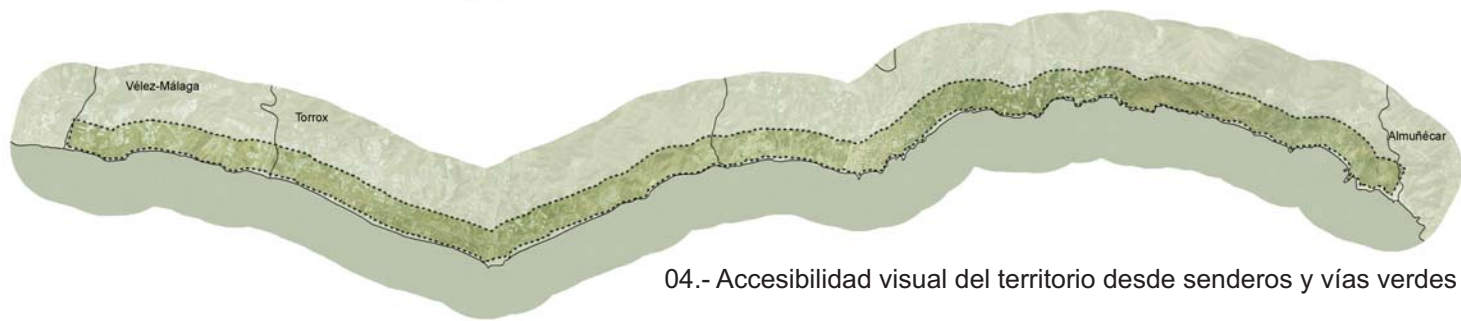 Vélez-Málaga
Torrox
Almuñécar
04.- Accesibilidad visual del territorio desde senderos y vías verdes